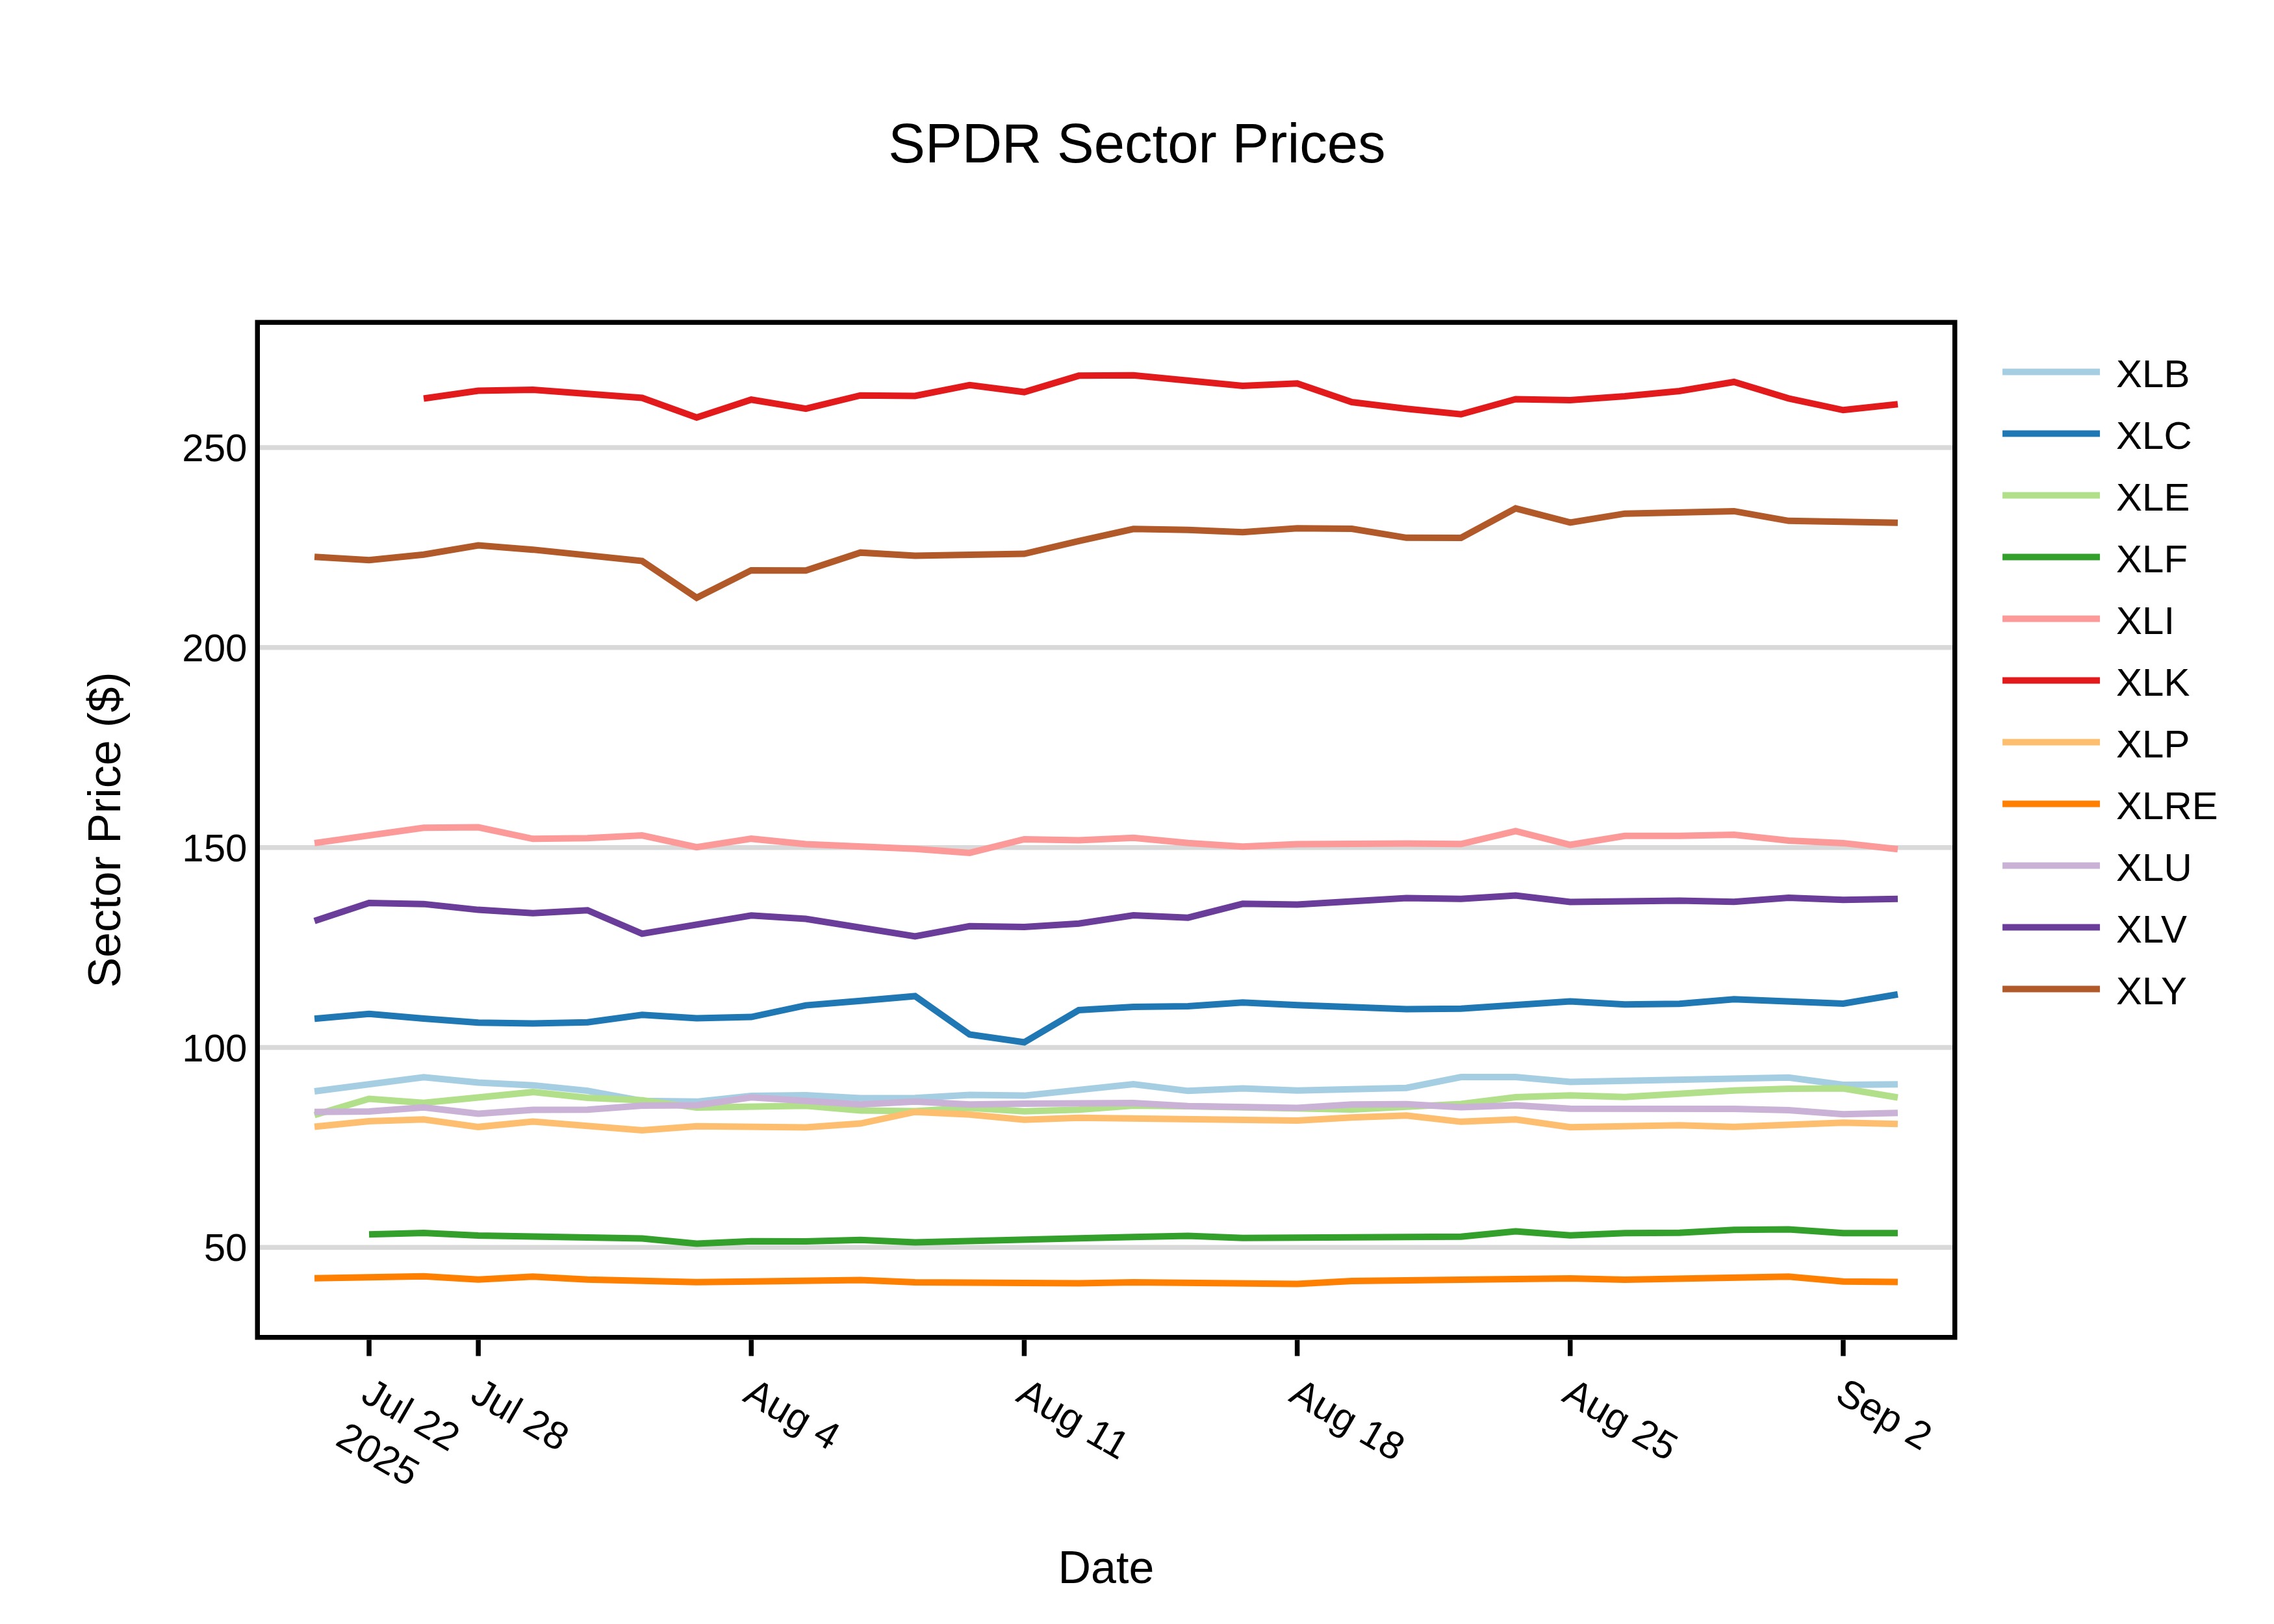 SPDR Sector Prices
Sector Price ($)
250
200
150
100
50
Jul 22
2025
Jul 28
Aug 4
Aug 11
Aug 18
Aug 25
Sep 2
Date
XLB
XLC
XLE
XLF
XLI
XLK
XLP
XLRE
XLU
XLV
XLY